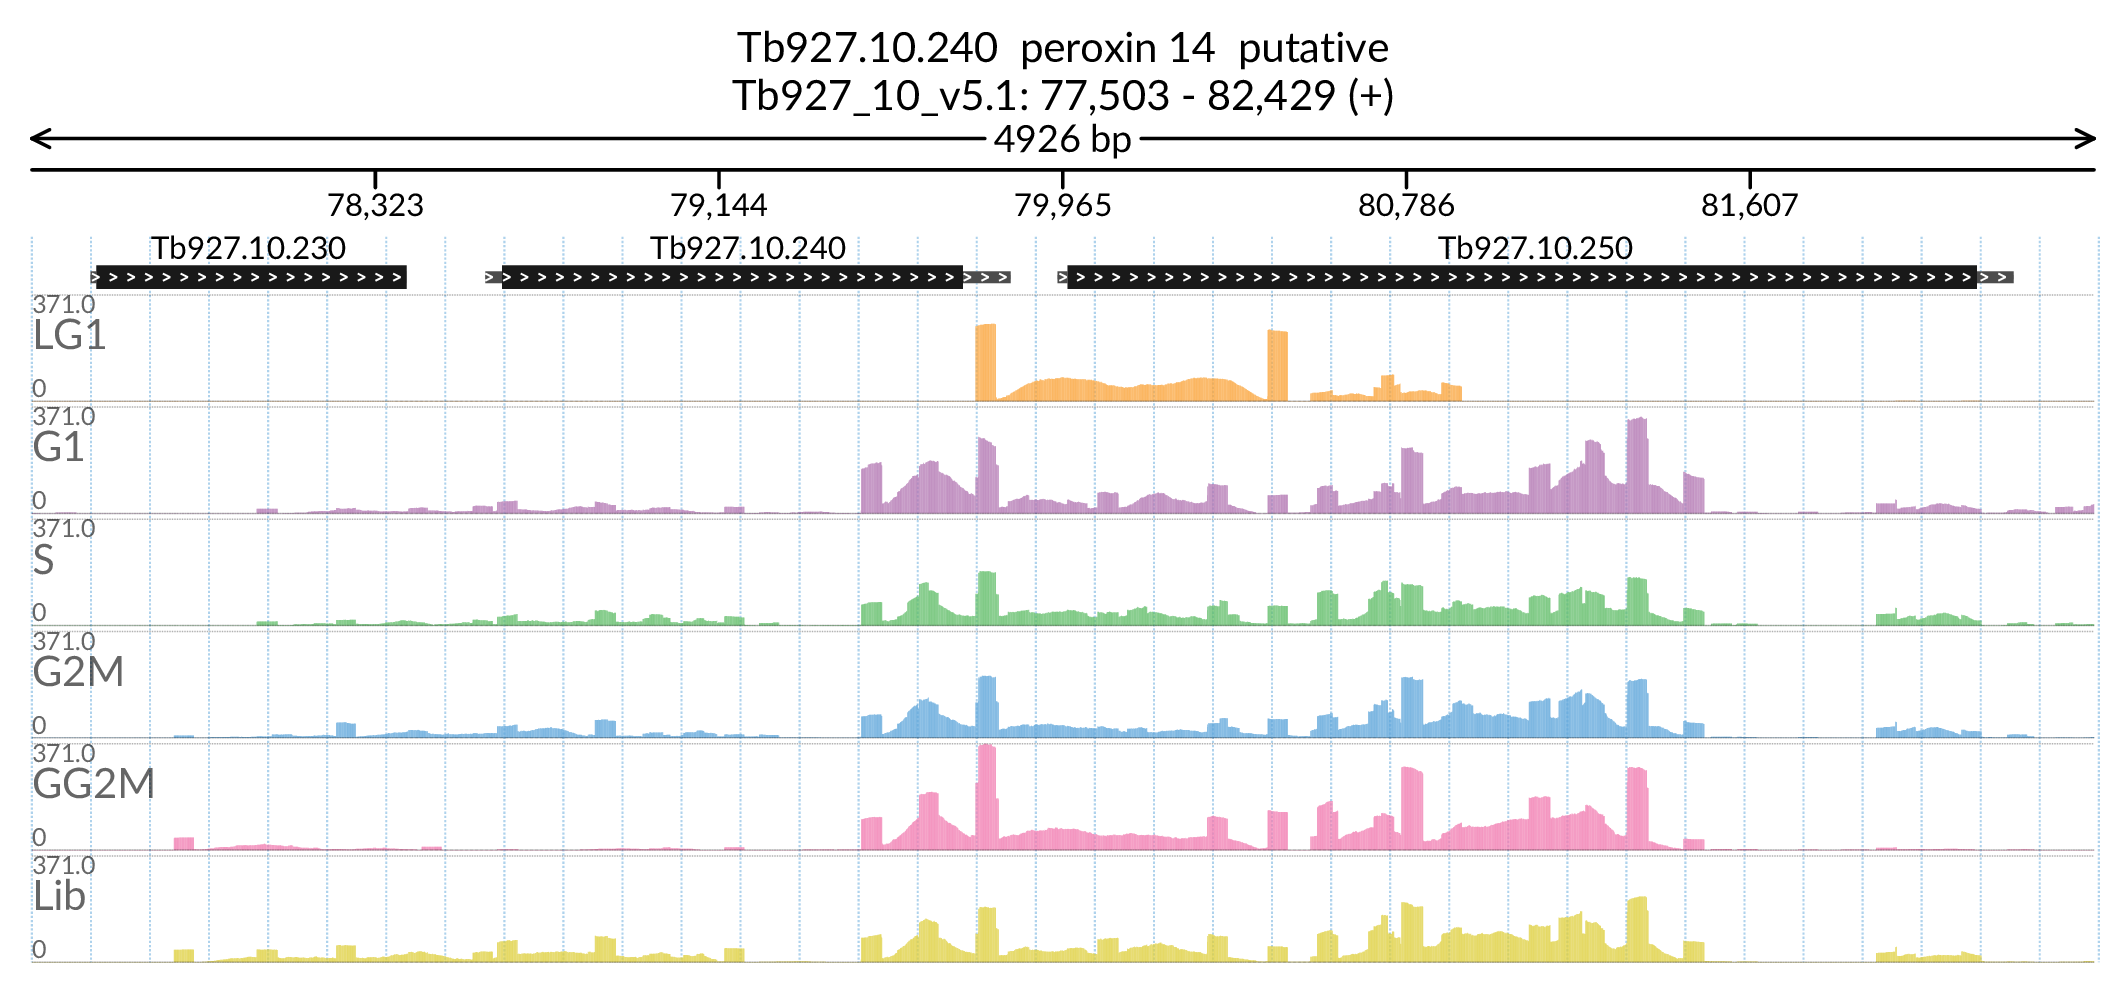 Tb927.10.240 peroxin 14 putative
Tb927_10_v5.1: 77,503 - 82,429 (+)
4926 bp
78,323 79,144 79,965 80,786 81,607
Tb927.10.230 Tb927.10.240 Tb927.10.250
371.0
LG1
0
371.0
G1
0
371.0
S
0
371.0
G2M
0
371.0
GG2M
0
371.0
Lib
0